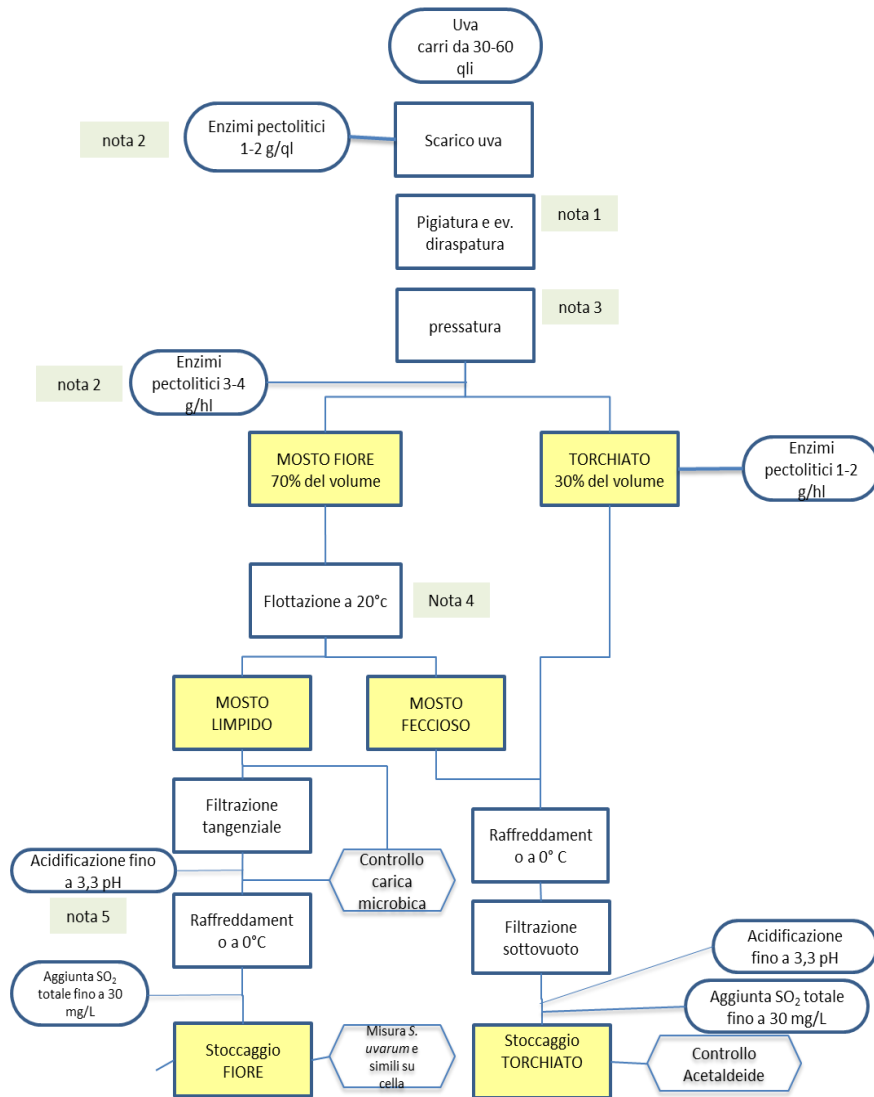 Uva
carri da 30-60
qli
nota 2
Enzimi pectolitici
1-2 g/ql
Scarico uva
Pigiatura e ev.
diraspatura
nota 1
pressatura
nota 3
nota 2
Enzimi
pectolitici 3-4
g/hl
MOSTO FIORE
70% del volume
TORCHIATO
30% del volume
Enzimi
pectolitici 1-2
g/hl
Flottazione a 20°c
Nota 4
MOSTO
LIMPIDO
MOSTO
FECCIOSO
Filtrazione
tangenziale
Raffreddament
o a 0° C
Acidificazione fino
a 3,3 pH
Controllo
carica
microbica
nota 5
Raffreddament
o a 0°C
Filtrazione
sottovuoto
Acidificazione
fino a 3,3 pH
Aggiunta SO₂
totale fino a 30
mg/L
Aggiunta SO₂ totale
fino a 30 mg/L
Stoccaggio
FIORE
Misura S.
uvarum e
simili su
cella
Stoccaggio
TORCHIATO
Controllo
Acetaldeide